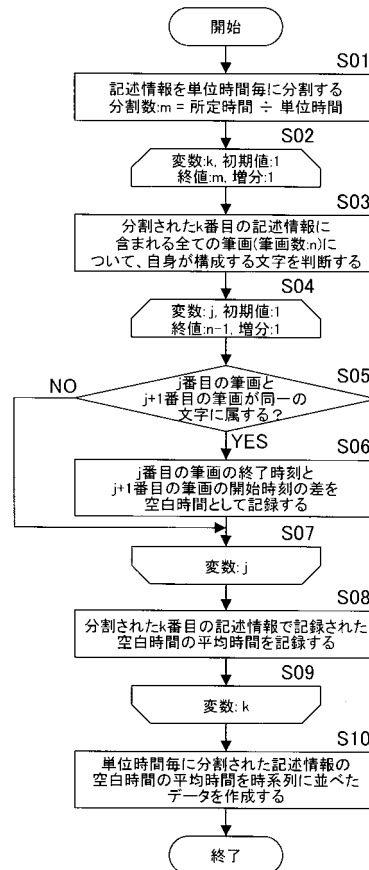 開始
S01
記述情報を単位時間毎に分割する
分割数:m = 所定時間 ÷ 単位時間
S02
変数:k, 初期値:1
終値:m, 増分:1
S03
分割されたk番目の記述情報に
含まれる全ての筆画(筆画数:n)に
ついて、自身が構成する文字を判断する
S04
変数:j, 初期値:1
終値:n-1, 増分:1
S05
NO
j番目の筆画と
j+1番目の筆画が同一の
文字に属する?
YES
S06
j番目の筆画の終了時刻と
j+1番目の筆画の開始時刻の差を
空白時間として記録する
S07
変数:j
S08
分割されたk番目の記述情報で記録された
空白時間の平均時間を記録する
S09
変数:k
S10
単位時間毎に分割された記述情報の
空白時間の平均時間を時系列に並べた
データを作成する
終了